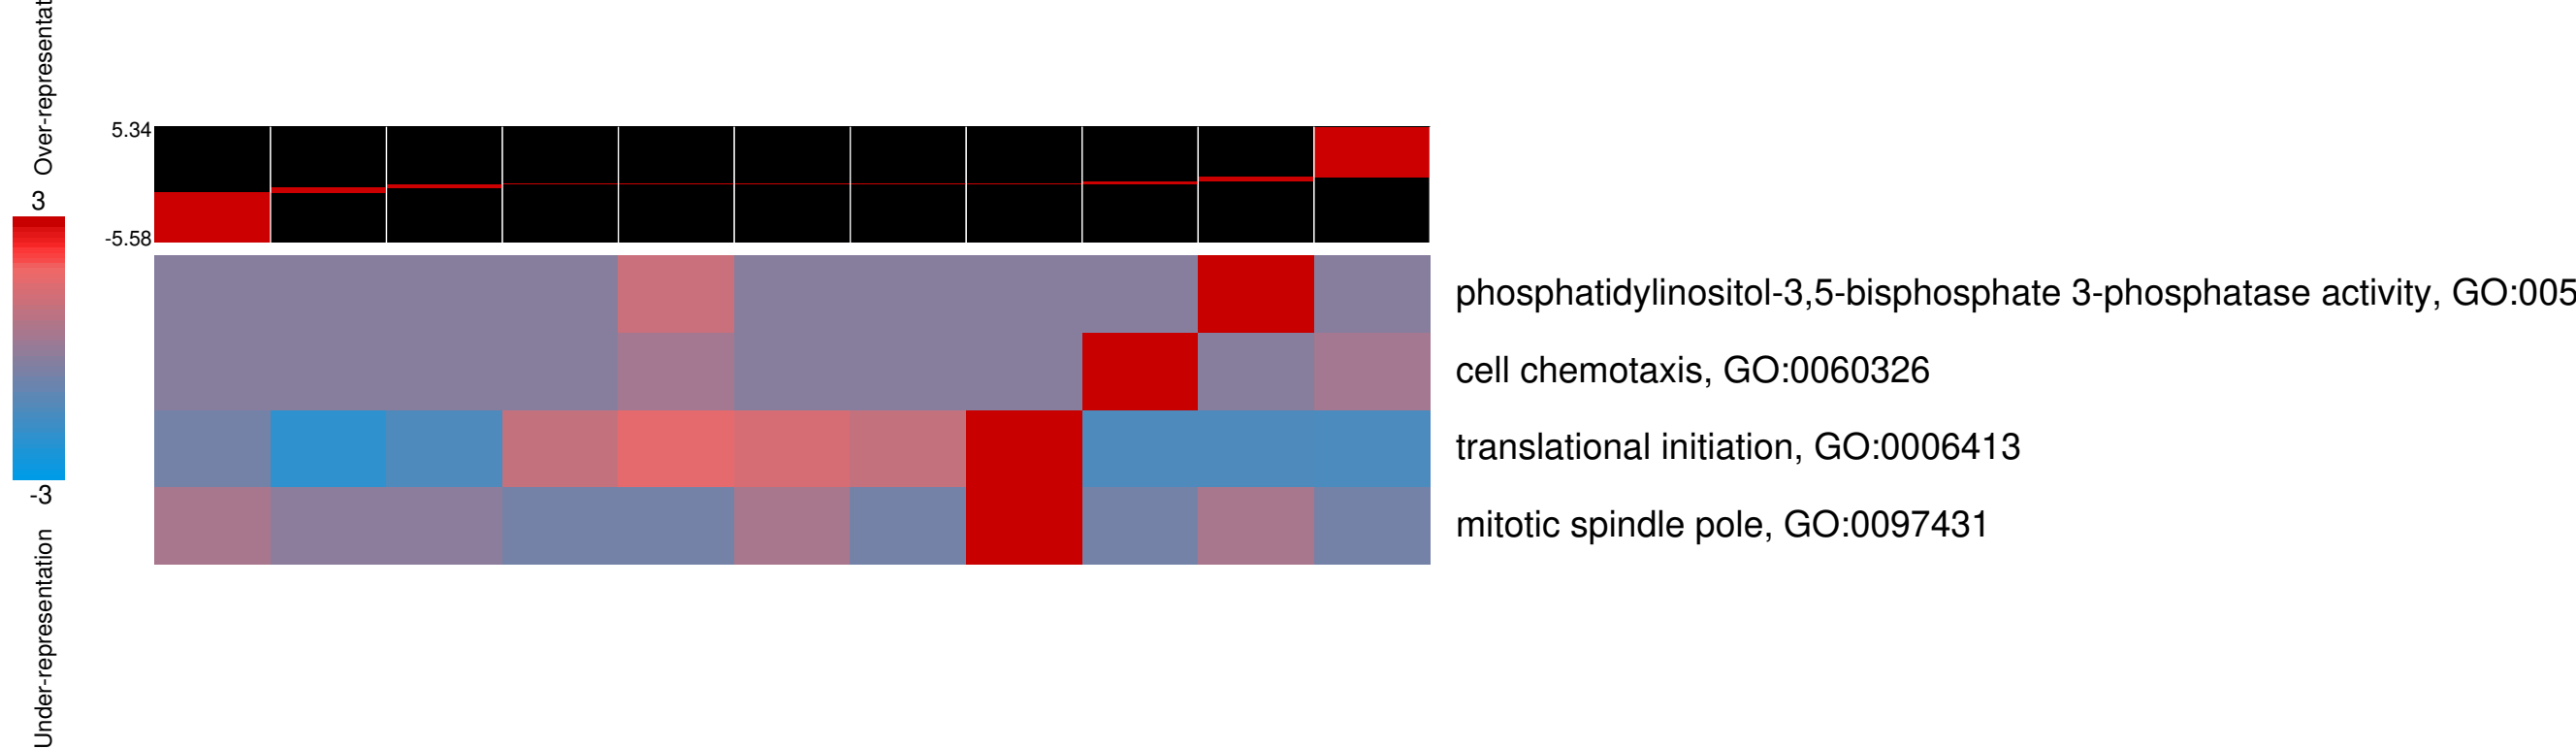 Over-representat
5.34
-5.58
3
-3
Under-representation
phosphatidylinositol-3,5-bisphosphate 3-phosphatase activity, GO:005
cell chemotaxis, GO:0060326
translational initiation, GO:0006413
mitotic spindle pole, GO:0097431